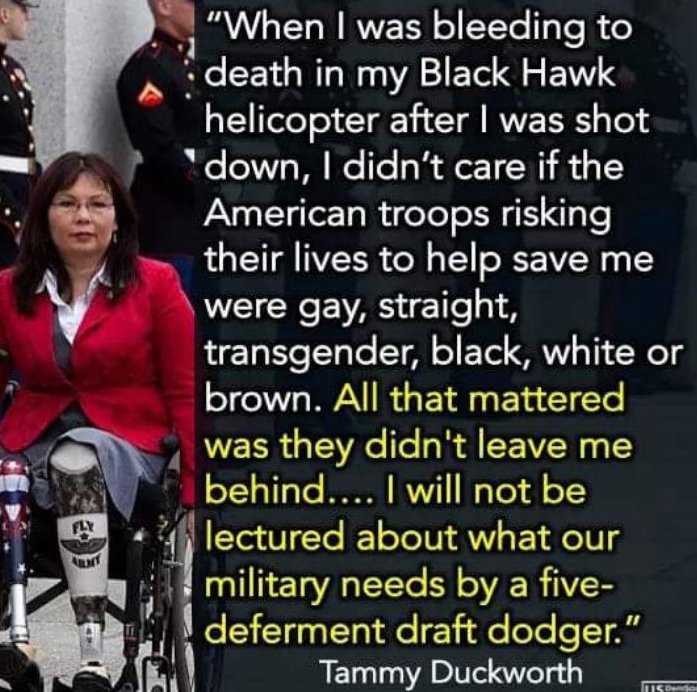 “When I was bleeding to
death in my Black Hawk
helicopter after I was shot
down, I didn’t care if the
American troops risking
their lives to help save me
were gay, straight,
transgender, black, white or
brown. All that mattered
was they didn't leave me
behind.... I will not be
lectured about what our
military needs by a five-
deferment draft dodger.”
Tammy Duckworth
FLY
ARMY